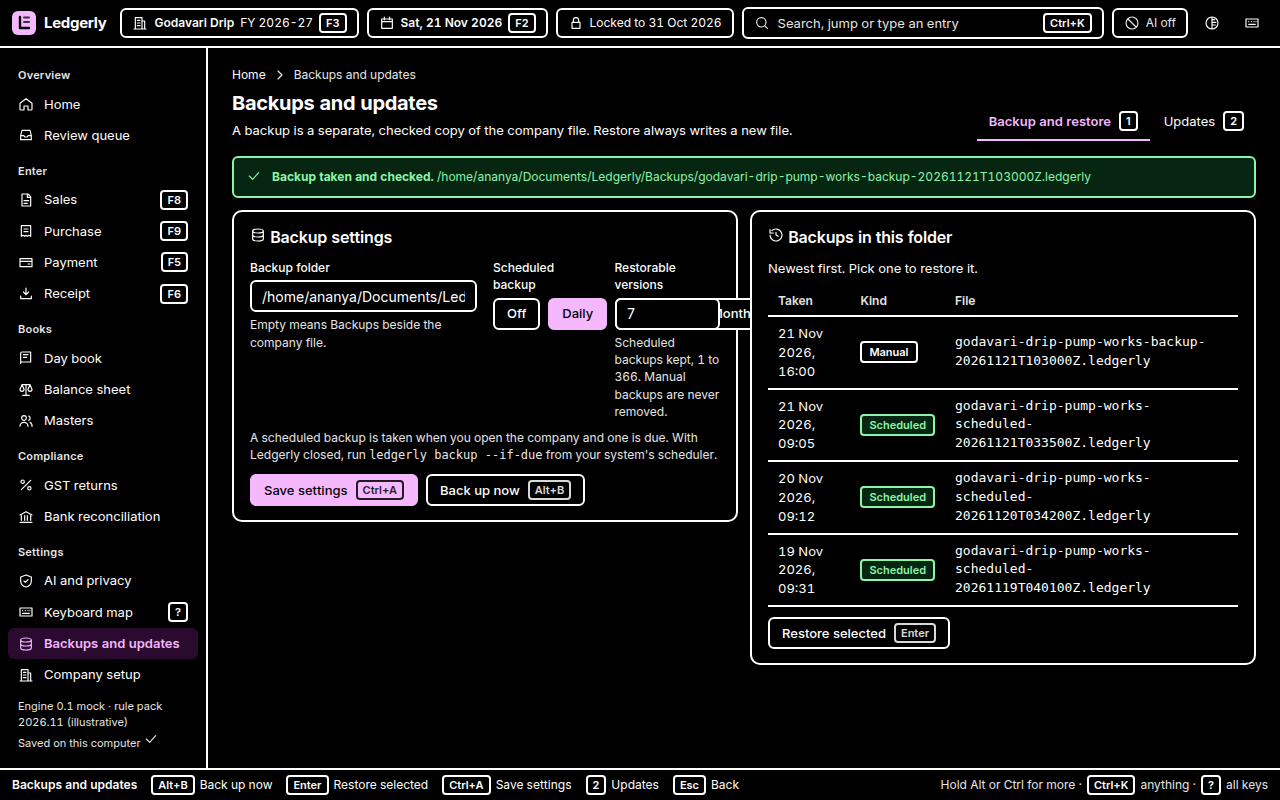 Ledgerly
Godavari Drip FY 2026-27 F3
Sat, 21 Nov 2026 F2
Locked to 31 Oct 2026
Search, jump or type an entry Ctrl+K
AI off
Overview
Home
Review queue
Enter
Sales F8
Purchase F9
Payment F5
Receipt F6
Books
Day book
Balance sheet
Masters
Compliance
GST returns
Bank reconciliation
Settings
AI and privacy
Keyboard map ?
Backups and updates
Company setup
Engine 0.1 mock · rule pack
2026.11 (illustrative)
Saved on this computer
Home > Backups and updates
Backups and updates
A backup is a separate, checked copy of the company file. Restore always writes a new file.
Backup and restore 1
Updates 2
Backup taken and checked. /home/ananya/Documents/Ledgerly/Backups/godavari-drip-pump-works-backup-20261121T103000Z.ledgerly
Backup settings
Backup folder
/home/ananya/Documents/Led
Empty means Backups beside the
company file.
Scheduled
backup
Off
Daily
Restorable
versions
7
Month
Scheduled
backups kept, 1 to
366. Manual
backups are never
removed.
A scheduled backup is taken when you open the company and one is due. With
Ledgerly closed, run ledgerly backup --if-due from your system's scheduler.
Save settings Ctrl+A
Back up now Alt+B
Backups in this folder
Newest first. Pick one to restore it.
Taken Kind File
21 Nov
2026,
16:00
Manual
godavari-drip-pump-works-backup-
20261121T103000Z.ledgerly
21 Nov
2026,
09:05
Scheduled
godavari-drip-pump-works-
scheduled-
20261121T033500Z.ledgerly
20 Nov
2026,
09:12
Scheduled
godavari-drip-pump-works-
scheduled-
20261120T034200Z.ledgerly
19 Nov
2026,
09:31
Scheduled
godavari-drip-pump-works-
scheduled-
20261119T040100Z.ledgerly
Restore selected Enter
Backups and updates Alt+B Back up now Enter Restore selected Ctrl+A Save settings 2 Updates Esc Back
Hold Alt or Ctrl for more · Ctrl+K anything · ? all keys